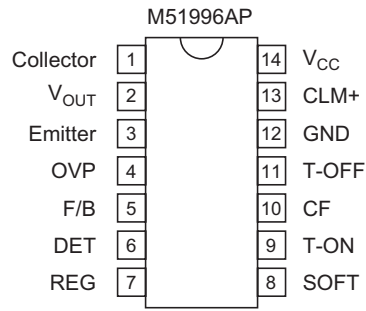 M51996AP
Collector 1 14 VCC
VOUT 2 13 CLM+
Emitter 3 12 GND
OVP 4 11 T-OFF
F/B 5 10 CF
DET 6 9 T-ON
REG 7 8 SOFT